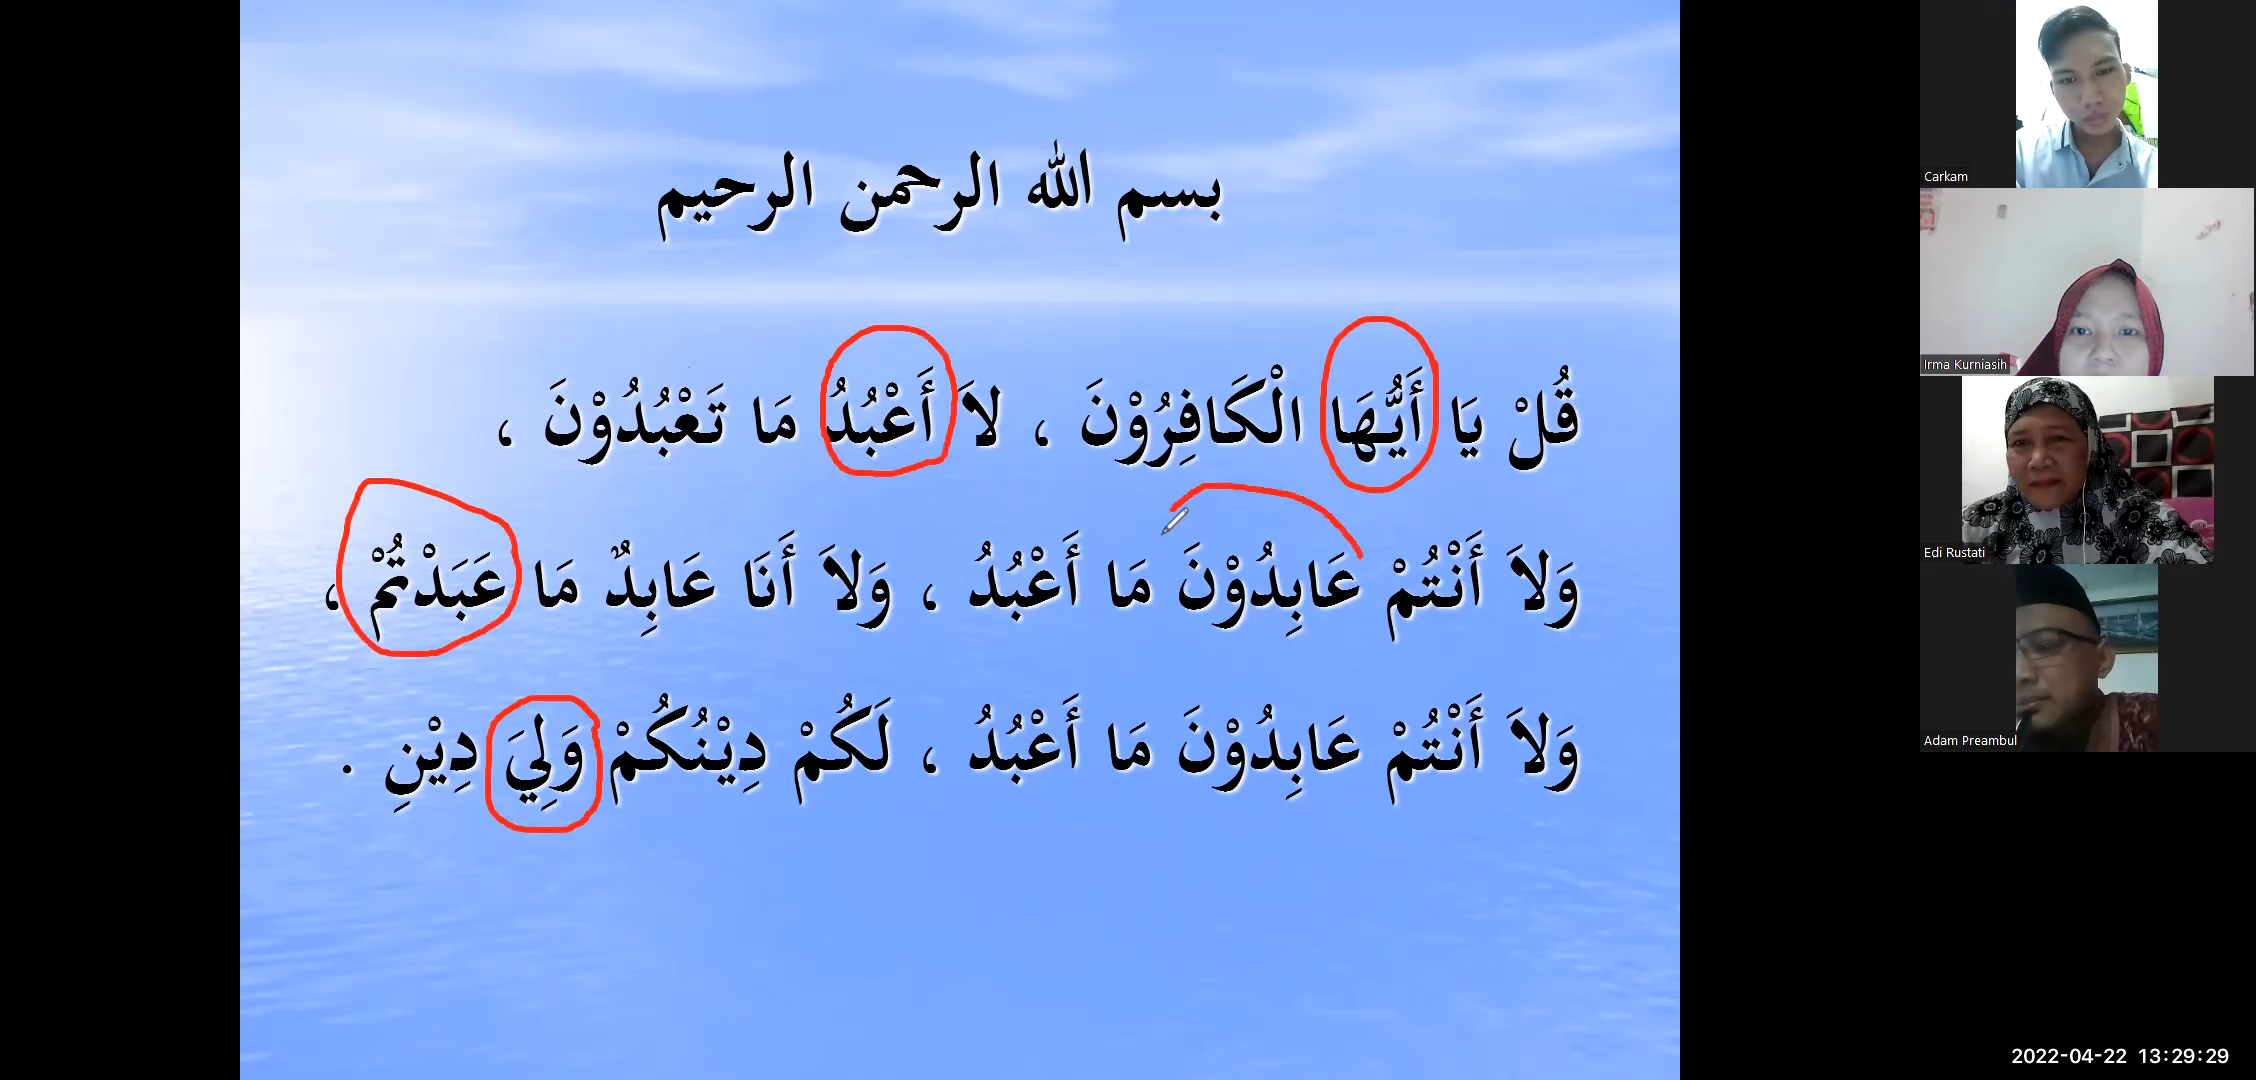 بسم الله الرحمن الرحيم
قُلْ يَا أَيُّهَا الْكَافِرُوْنَ ، لاَ أَعْبُدُ مَا تَعْبُدُوْنَ ،
وَلاَ أَنْتُمْ عَابِدُوْنَ مَا أَعْبُدُ ، وَلاَ أَنَا عَابِدٌ مَا عَبَدْتُمْ ،
وَلاَ أَنْتُمْ عَابِدُوْنَ مَا أَعْبُدُ ، لَكُمْ دِيْنُكُمْ وَلِيَ دِيْنِ .
Carkam
Irma Kurniasih
Edi Rustati
Adam Preambul
2022-04-22 13:29:29